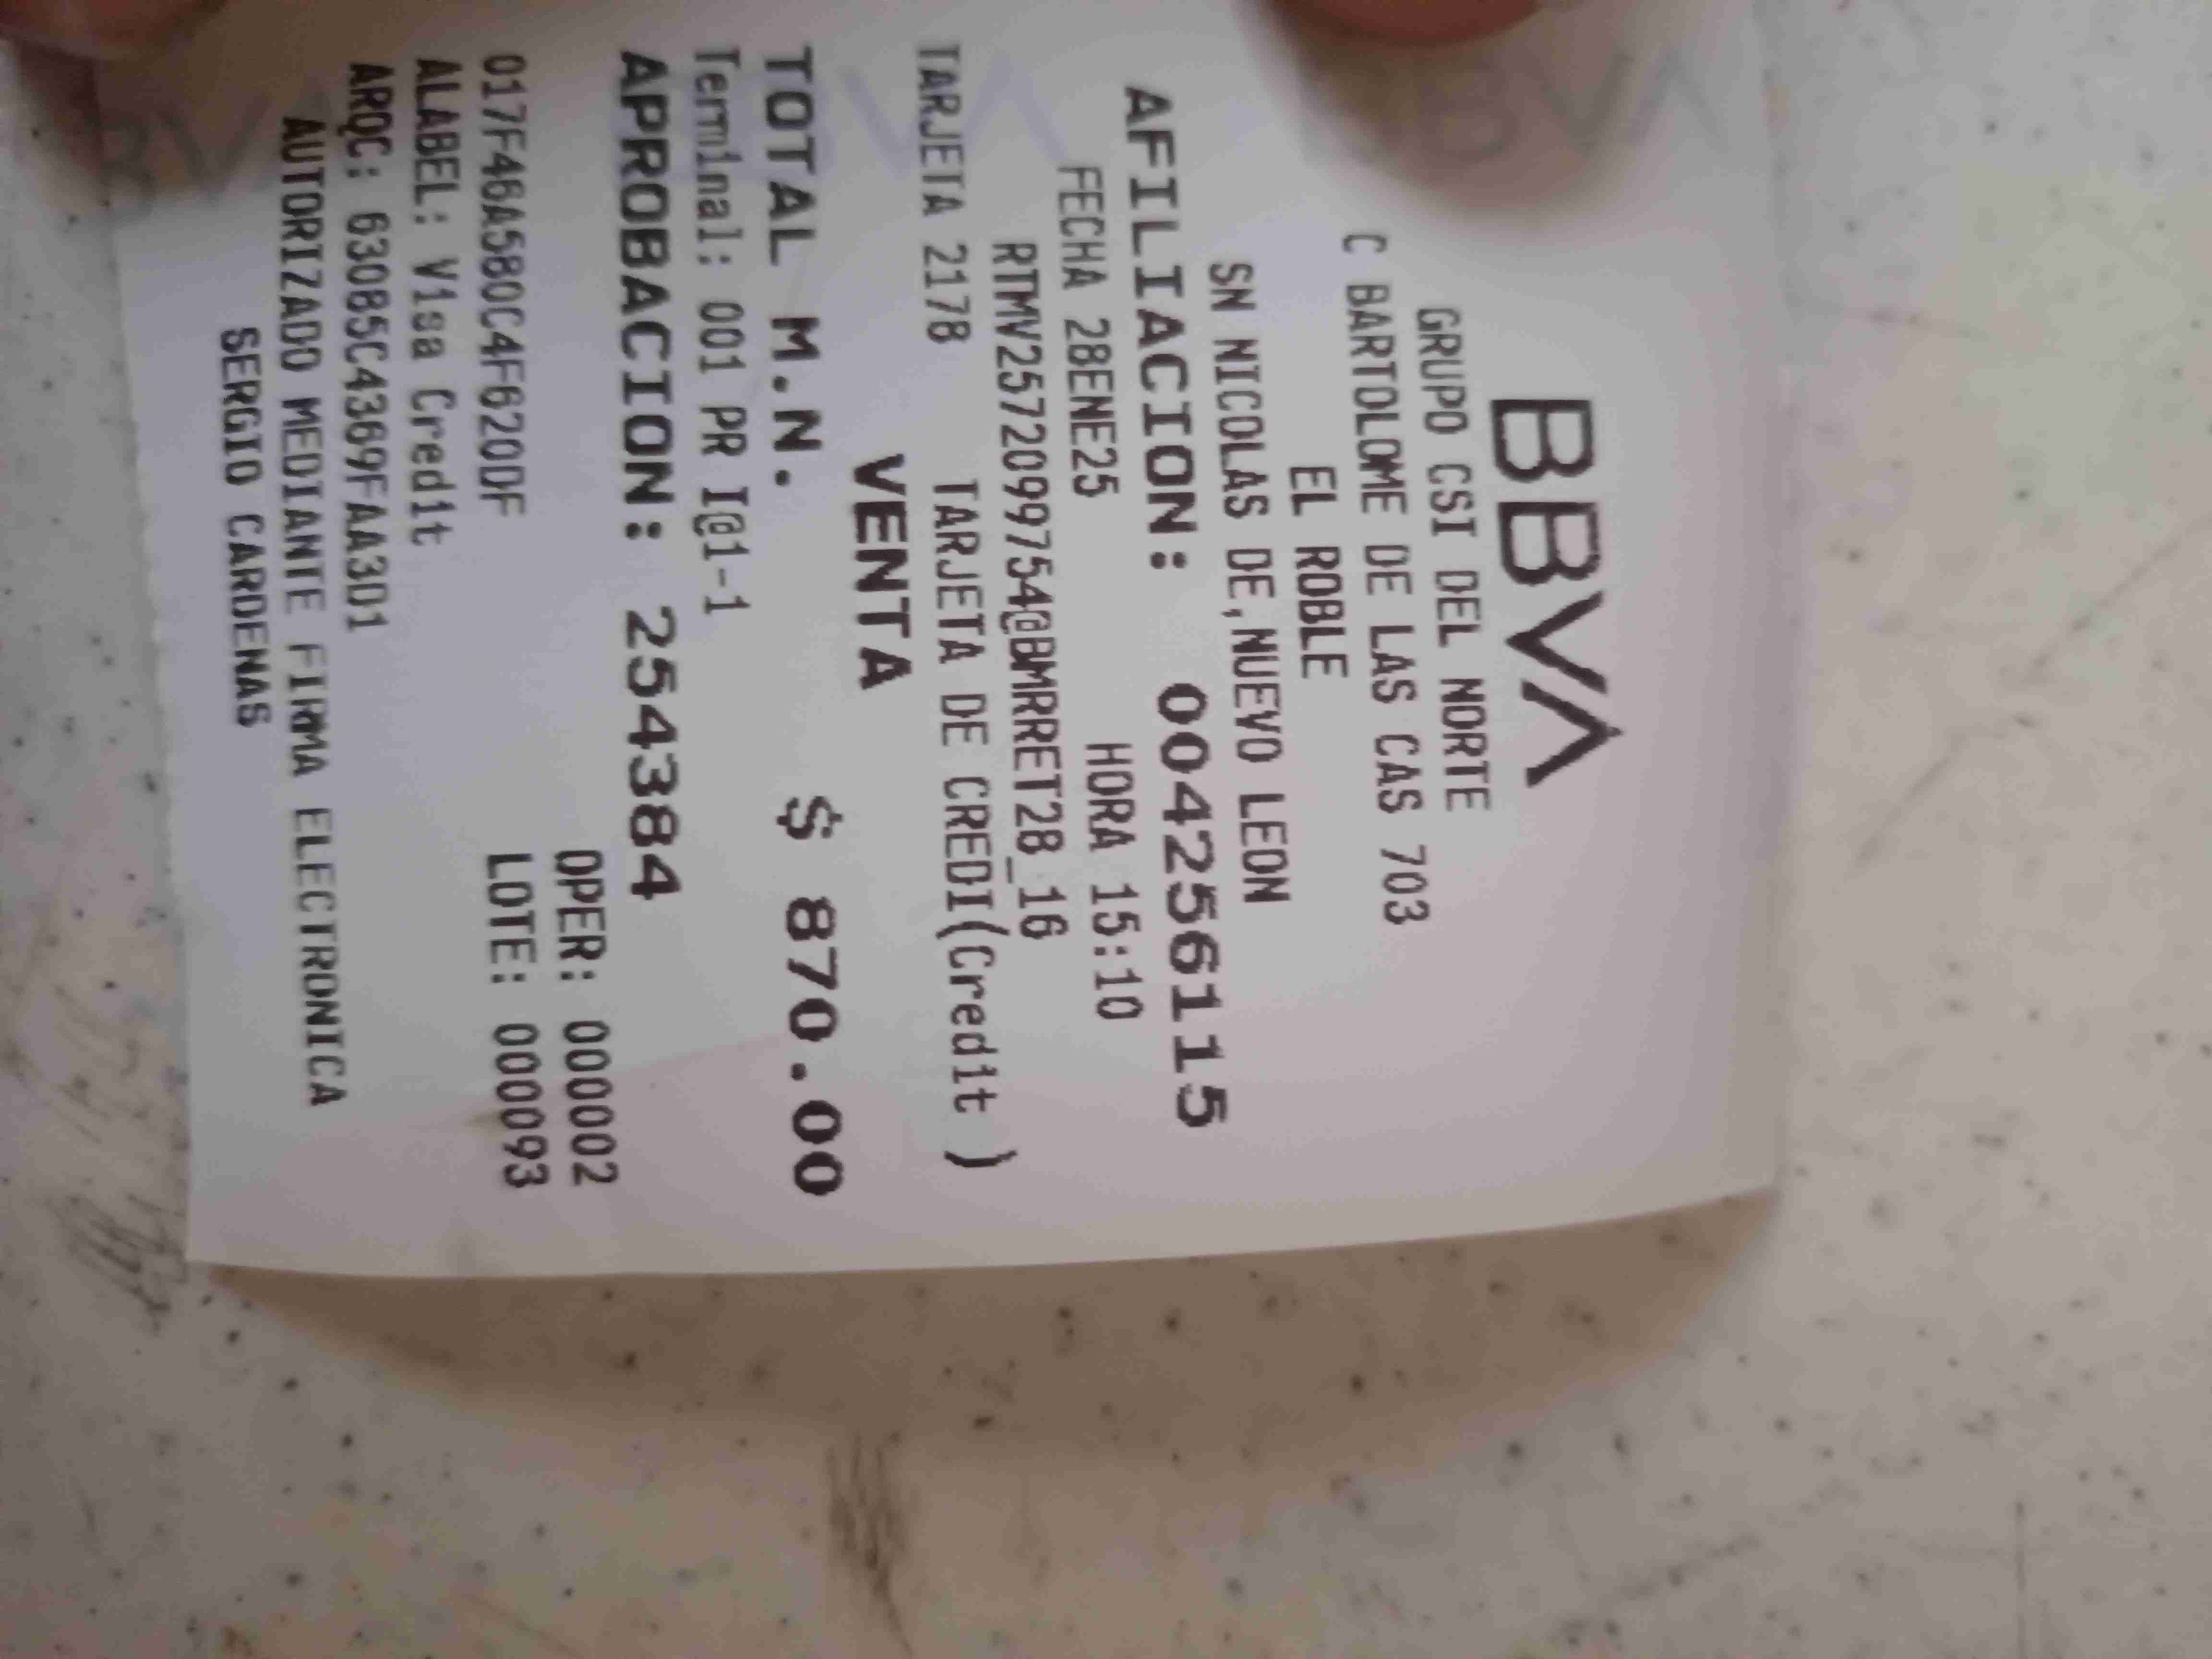 BBVA
GRUPO CSI DEL NORTE
C BARTOLOME DE LAS CAS 703
EL ROBLE
SN NICOLAS DE,NUEVO LEON
AFILIACION: 004256115
FECHA 28ENE25 HORA 15:10
RTMV2572099754@BMRRET28_16
TARJETA 2178 TARJETA DE CREDI(Credit )
VENTA
TOTAL M.N. $ 870.00
Terminal: 001 PR I@1-1
APROBACION: 254384
OPER: 000002
017F46A580C4F620DF LOTE: 000093
ALABEL: Visa Credit
ARQC: 63085C4369FAA3D1
AUTORIZADO MEDIANTE FIRMA ELECTRONICA
SERGIO CARDENAS